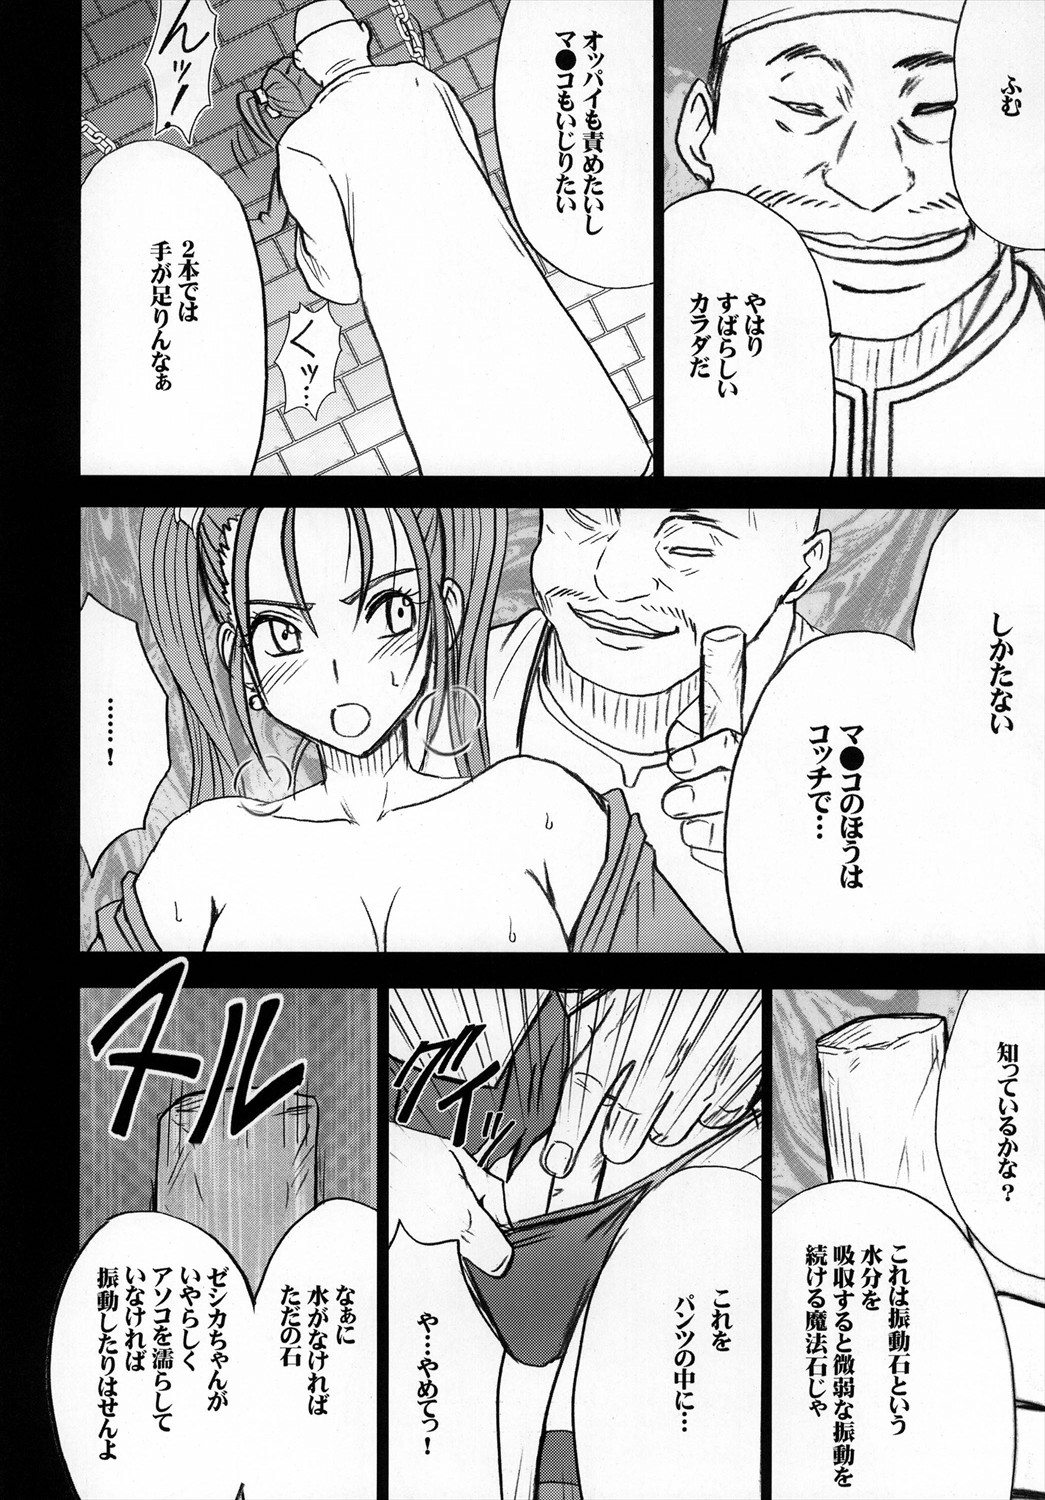 ふむ
やはり
すばらしい
カラダだ
オッパイも責めたいし
マ●コもいじりたい
んッ！
くッ…
2本では
手が足りんなぁ
しかたない
マ●コのほうは
コッチで…
……！
知っているかな？
これは振動石という
水分を
吸収すると微弱な振動を
続ける魔法石じゃ
これを
パンツの中に…
グイッ
や…やめてっ！
ヌル
なぁに
水がなければ
ただの石
ゼシカちゃんが
いやらしく
アソコを濡らして
いなければ
振動したりはせんよ